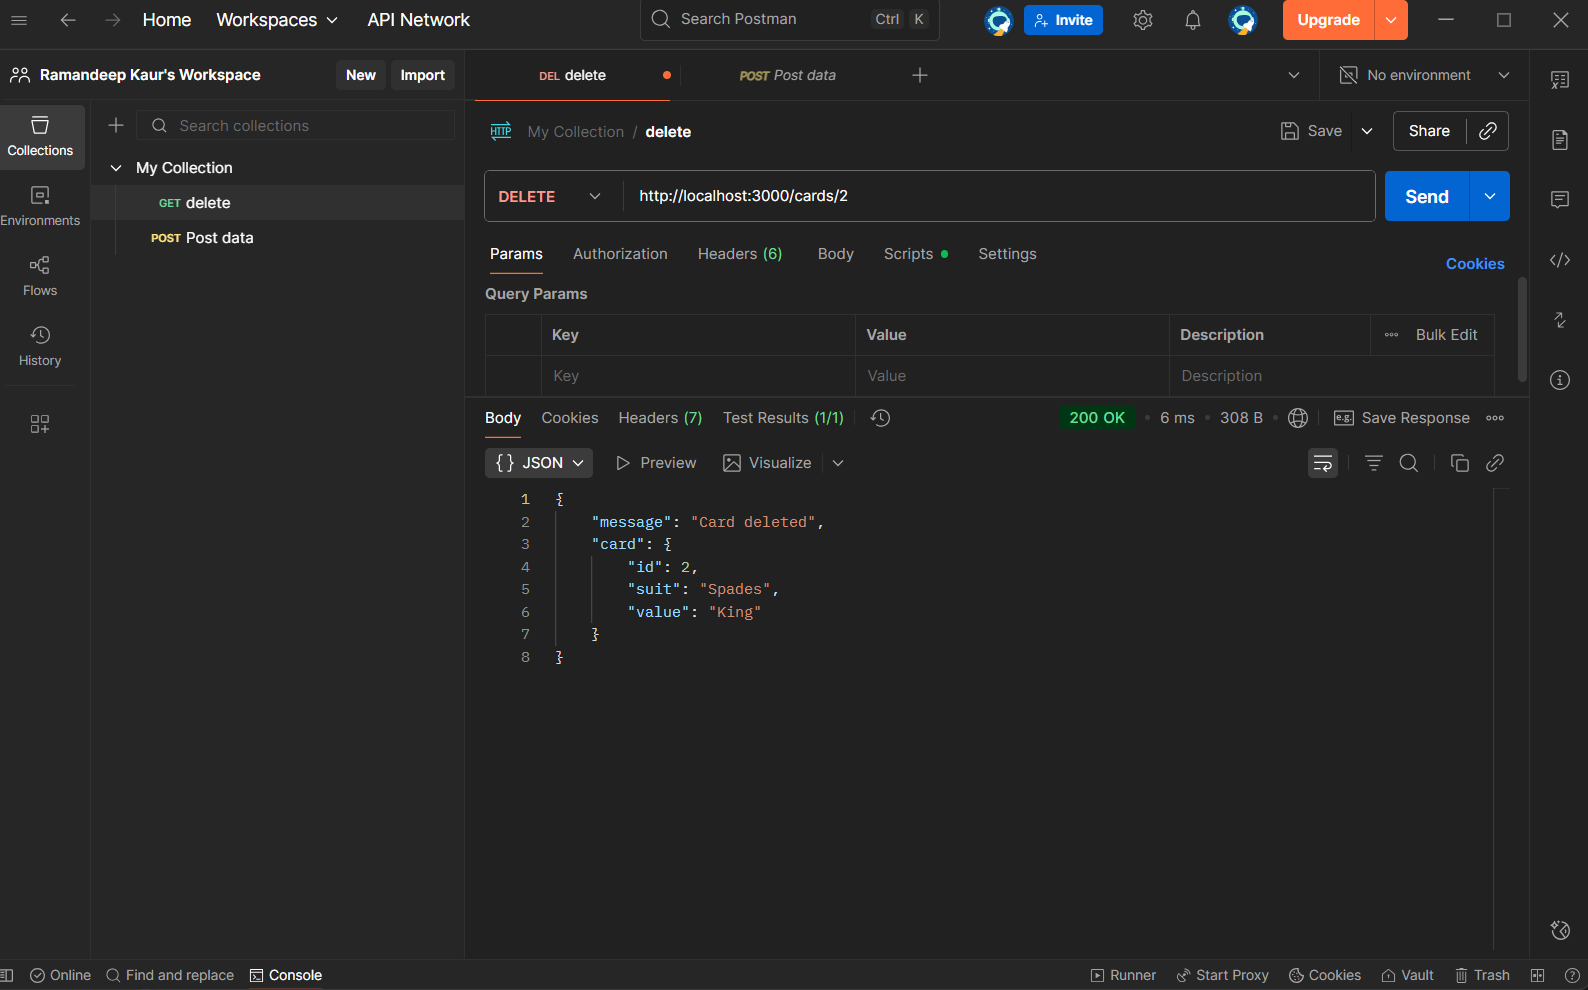 Home Workspaces API Network Search Postman Ctrl K Invite Upgrade
Ramandeep Kaur's Workspace New Import DEL delete POST Post data No environment
Collections Search collections HTTP My Collection / delete Save Share
My Collection
GET delete
POST Post data
Environments
Flows
History
DELETE http://localhost:3000/cards/2 Send
Params Authorization Headers (6) Body Scripts Settings Cookies
Query Params
Key Value Description Bulk Edit
Key Value Description
Body Cookies Headers (7) Test Results (1/1) 200 OK 6 ms 308 B e.g. Save Response
{} JSON Preview Visualize
1 {
2 "message": "Card deleted",
3 "card": {
4 "id": 2,
5 "suit": "Spades",
6 "value": "King"
7 }
8 }
Online Find and replace Console Runner Start Proxy Cookies Vault Trash